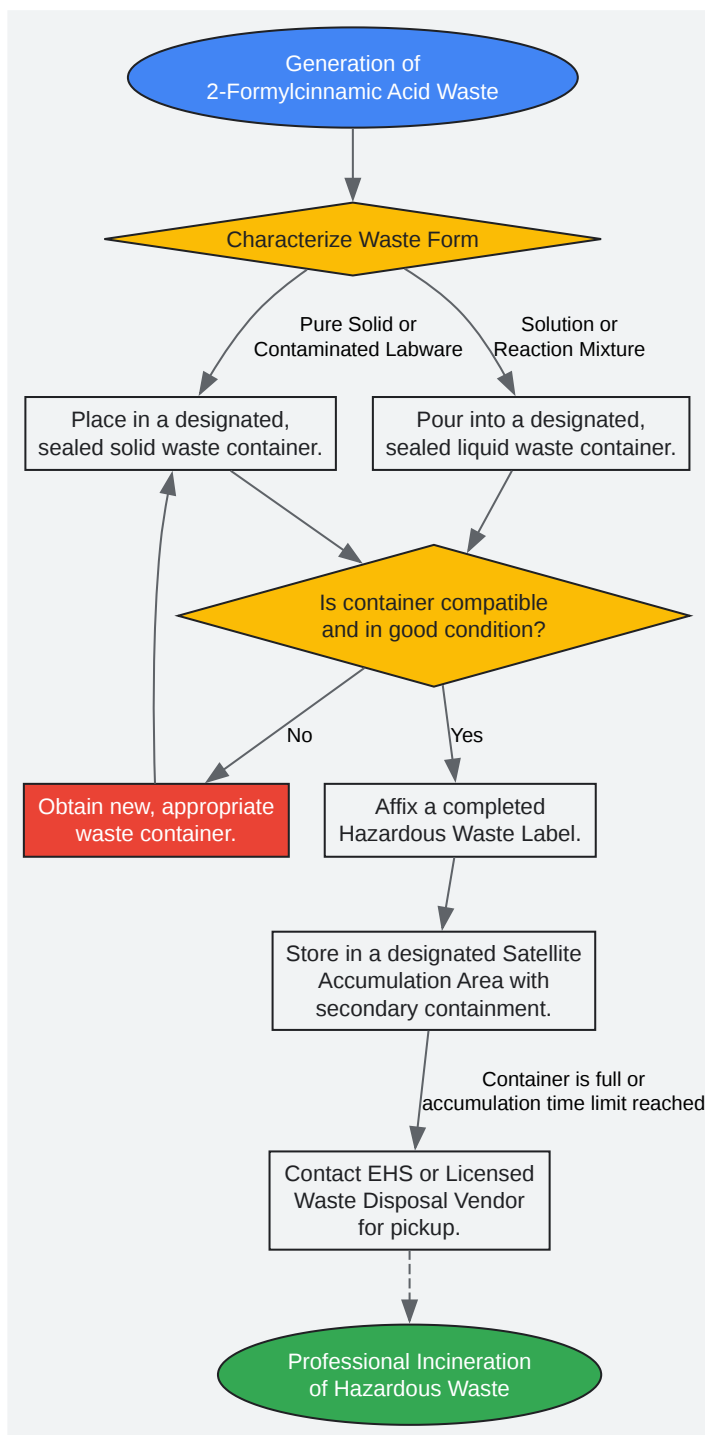 Generation of
2-Formylcinnamic Acid Waste
Characterize Waste Form
Pure Solid or
Contaminated Labware
Solution or
Reaction Mixture
Place in a designated,
sealed solid waste container.
Pour into a designated,
sealed liquid waste container.
Is container compatible
and in good condition?
No
Yes
Obtain new, appropriate
waste container.
Affix a completed
Hazardous Waste Label.
Store in a designated Satellite
Accumulation Area with
secondary containment.
Container is full or
accumulation time limit reached
Contact EHS or Licensed
Waste Disposal Vendor
for pickup.
Professional Incineration
of Hazardous Waste